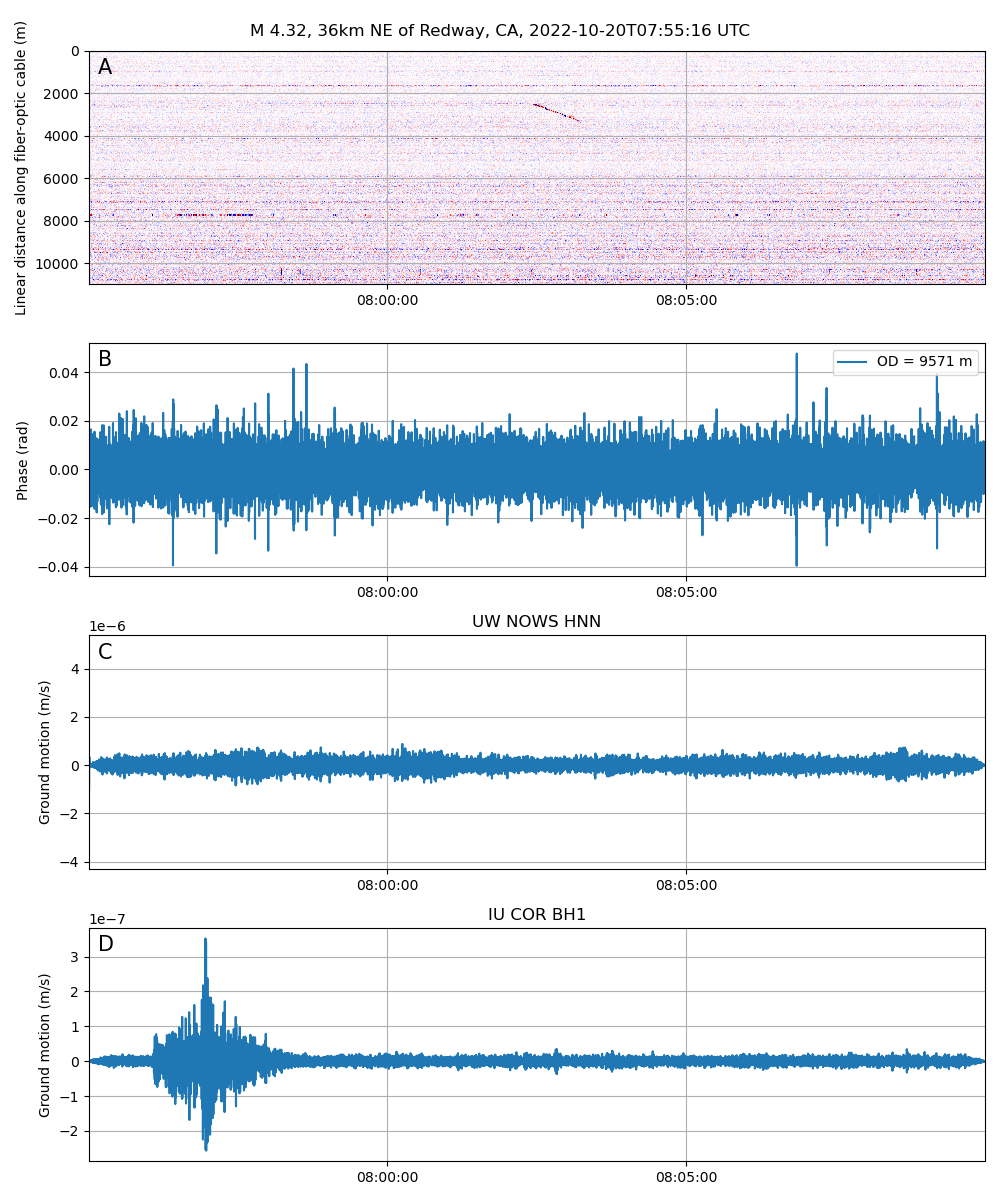 M 4.32, 36km NE of Redway, CA, 2022-10-20T07:55:16 UTC
Linear distance along fiber-optic cable (m)
A
0
2000
4000
6000
8000
10000
08:00:00
08:05:00
Phase (rad)
B
OD = 9571 m
0.04
0.02
0.00
−0.02
−0.04
08:00:00
08:05:00
UW NOWS HNN
1e−6
Ground motion (m/s)
C
4
2
0
−2
−4
08:00:00
08:05:00
IU COR BH1
1e−7
Ground motion (m/s)
D
3
2
1
0
−1
−2
08:00:00
08:05:00